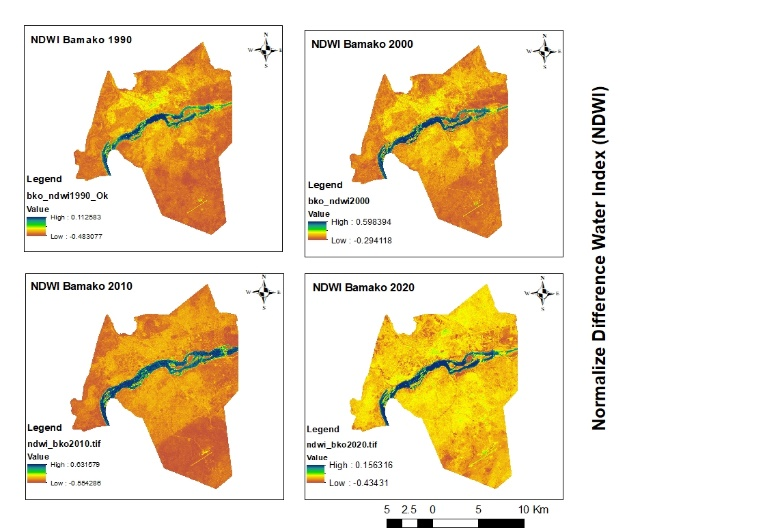 NDWI Bamako 1990
N
W
E
S
Legend
bko_ndwi1990_Ok
Value
High : 0.112583
Low : -0.483077
NDWI Bamako 2000
N
W
E
S
Legend
bko_ndwi2000
Value
High : 0.598394
Low : -0.294118
NDWI Bamako 2010
N
W
E
S
Legend
ndwi_bko2010.tif
Value
High : 0.631579
Low : -0.564286
NDWI Bamako 2020
N
W
E
S
Legend
ndwi_bko2020.tif
Value
High : 0.156316
Low : -0.43431
5 2.5 0 5 10 Km
Normalize Difference Water Index (NDWI)